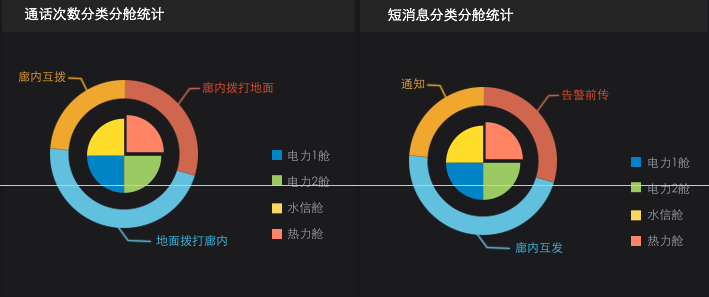 通话次数分类分舱统计
廊内互拨
廊内拨打地面
电力1舱
电力2舱
水信舱
热力舱
地面拨打廊内
短消息分类分舱统计
通知
告警前传
电力1舱
电力2舱
水信舱
热力舱
廊内互发